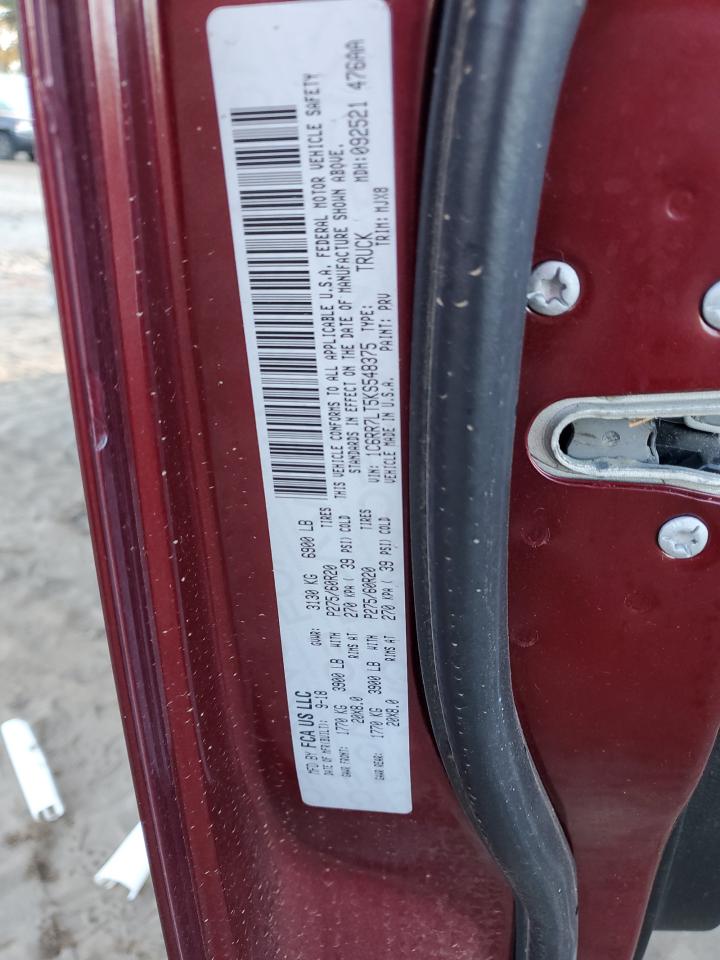 MFD BY FCA US LLC
DATE OF MFR(BUILT): 9-18 GVWR: 3130 KG 6900 LB
GAWR FRONT: 1770 KG 3900 LB WITH P275/60R20 TIRES
20X8.0 RIMS AT 270 KPA ( 39 PSI) COLD
GAWR REAR: 1770 KG 3900 LB WITH P275/60R20 TIRES
20X8.0 RIMS AT 270 KPA ( 39 PSI) COLD
THIS VEHICLE CONFORMS TO ALL APPLICABLE U.S.A. FEDERAL MOTOR VEHICLE SAFETY
STANDARDS IN EFFECT ON THE DATE OF MANUFACTURE SHOWN ABOVE.
VIN: 1C6RR7LT5KS548375 TYPE: TRUCK MDH:092521 476AA
VEHICLE MADE IN U.S.A. PAINT: PRV TRIM: MJX8